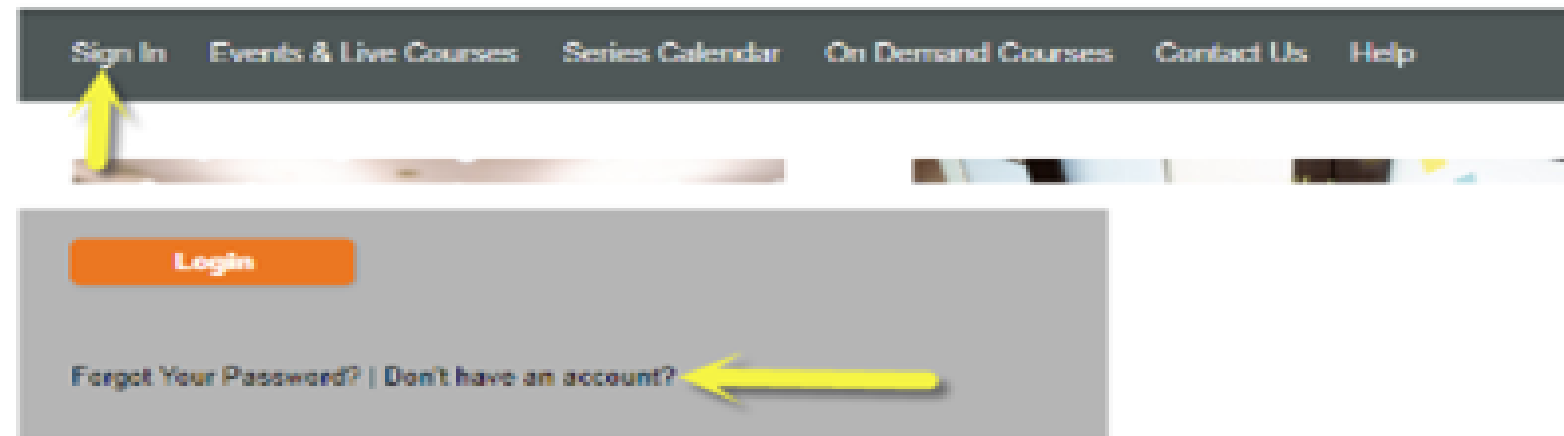 Sign In Events & Live Courses Series Calendar On Demand Courses Contact Us Help
Login
Forgot Your Password? | Don't have an account?